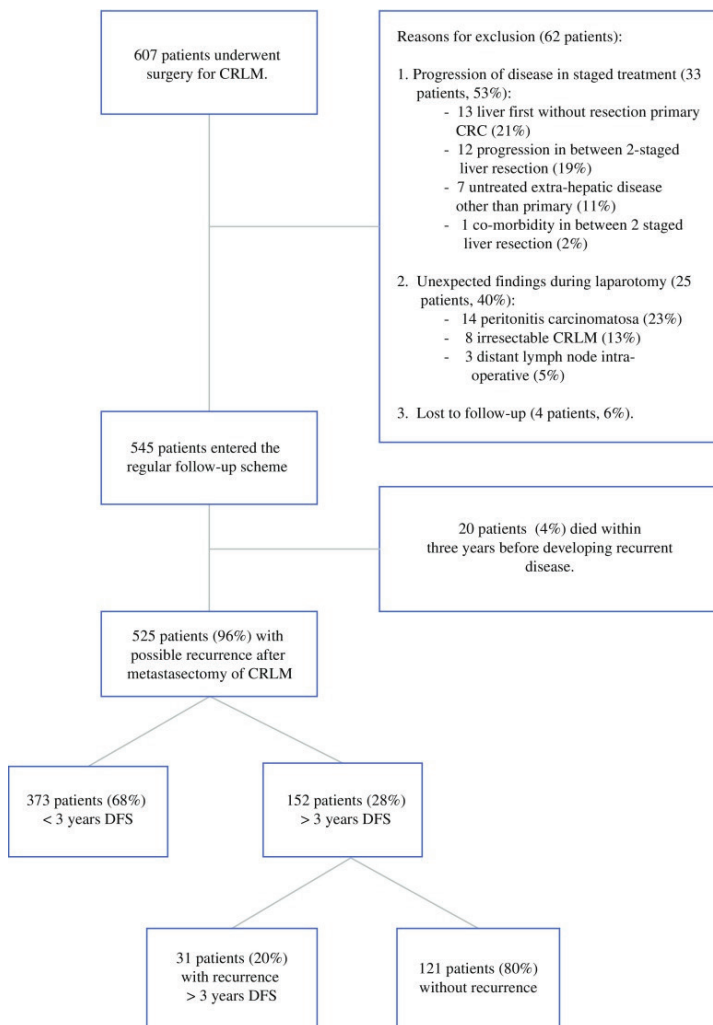 607 patients underwent
surgery for CRLM.
Reasons for exclusion (62 patients):
1. Progression of disease in staged treatment (33
patients, 53%):
- 13 liver first without resection primary
CRC (21%)
- 12 progression in between 2-staged
liver resection (19%)
- 7 untreated extra-hepatic disease
other than primary (11%)
- 1 co-morbidity in between 2 staged
liver resection (2%)
2. Unexpected findings during laparotomy (25
patients, 40%):
- 14 peritonitis carcinomatosa (23%)
- 8 irresectable CRLM (13%)
- 3 distant lymph node intra-
operative (5%)
3. Lost to follow-up (4 patients, 6%).
545 patients entered the
regular follow-up scheme
20 patients (4%) died within
three years before developing recurrent
disease.
525 patients (96%) with
possible recurrence after
metastasectomy of CRLM
373 patients (68%)
< 3 years DFS
152 patients (28%)
> 3 years DFS
31 patients (20%)
with recurrence
> 3 years DFS
121 patients (80%)
without recurrence